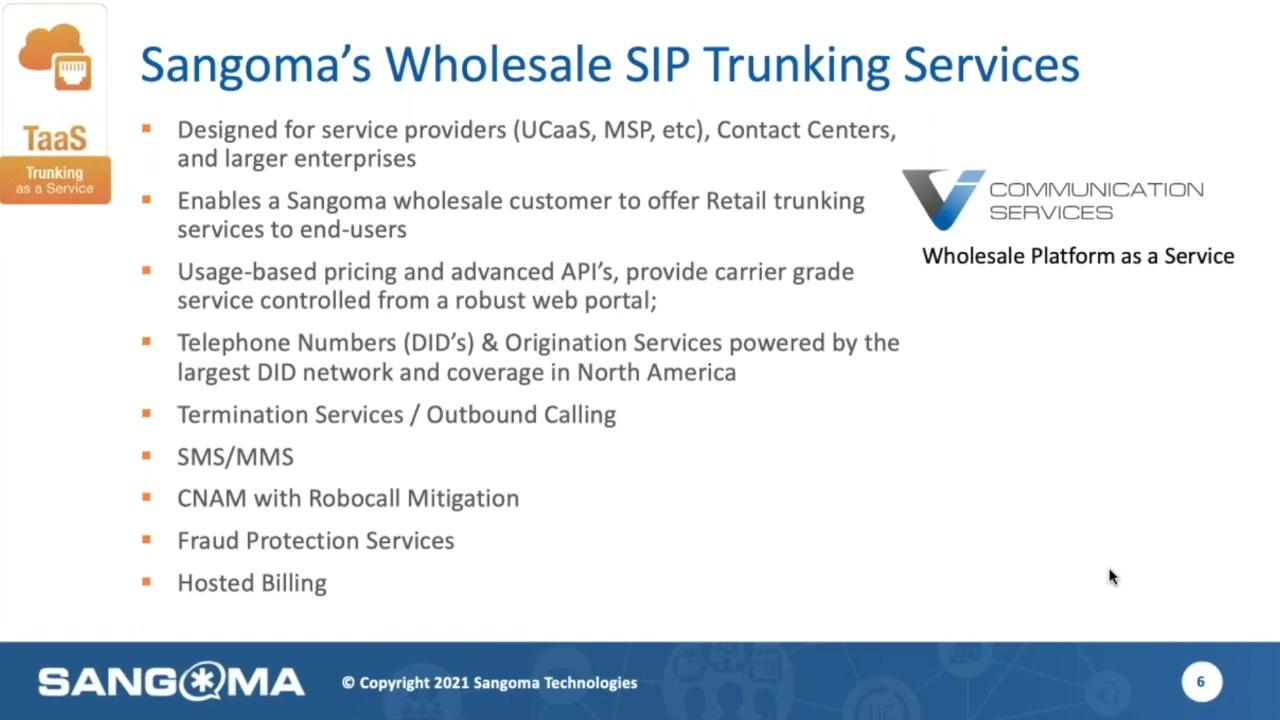 TaaS
Trunking
as a Service
Sangoma's Wholesale SIP Trunking Services
Designed for service providers (UCaaS, MSP, etc), Contact Centers,
and larger enterprises
Enables a Sangoma wholesale customer to offer Retail trunking
services to end-users
Usage-based pricing and advanced API's, provide carrier grade
service controlled from a robust web portal;
Telephone Numbers (DID's) & Origination Services powered by the
largest DID network and coverage in North America
Termination Services / Outbound Calling
SMS/MMS
CNAM with Robocall Mitigation
Fraud Protection Services
Hosted Billing
VI COMMUNICATION
SERVICES
Wholesale Platform as a Service
SANGOMA
© Copyright 2021 Sangoma Technologies
UC
6